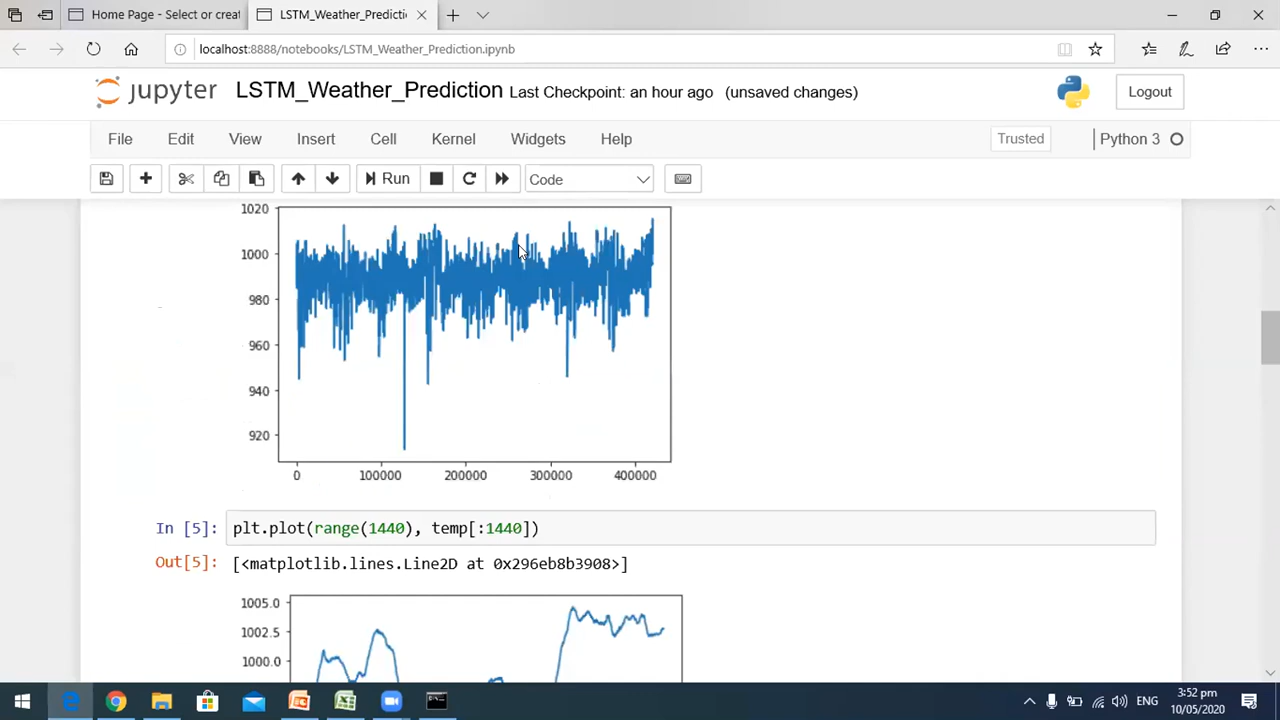 Home Page - Select or creat
LSTM_Weather_Predictic
localhost:8888/notebooks/LSTM_Weather_Prediction.ipynb
jupyter LSTM_Weather_Prediction Last Checkpoint: an hour ago (unsaved changes)
Logout
File Edit View Insert Cell Kernel Widgets Help
Trusted Python 3
Run Code
1020
1000
980
960
940
920
0 100000 200000 300000 400000
In [5]: plt.plot(range(1440), temp[:1440])
Out[5]: [<matplotlib.lines.Line2D at 0x296eb8b3908>]
1005.0
1002.5
1000.0
ENG
3:52 pm
10/05/2020